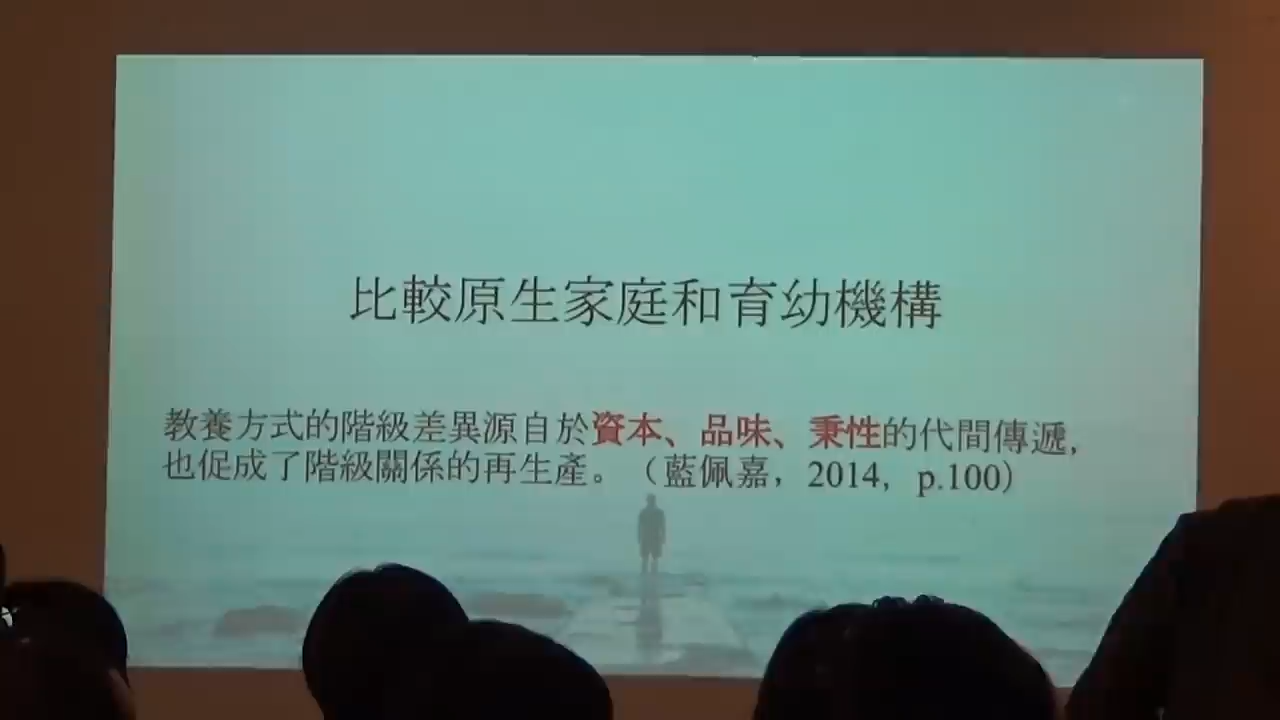 比較原生家庭和育幼機構
教養方式的階級差異源自於資本、品味、秉性的代間傳遞，
也促成了階級關係的再生產。（藍佩嘉，2014，p.100）